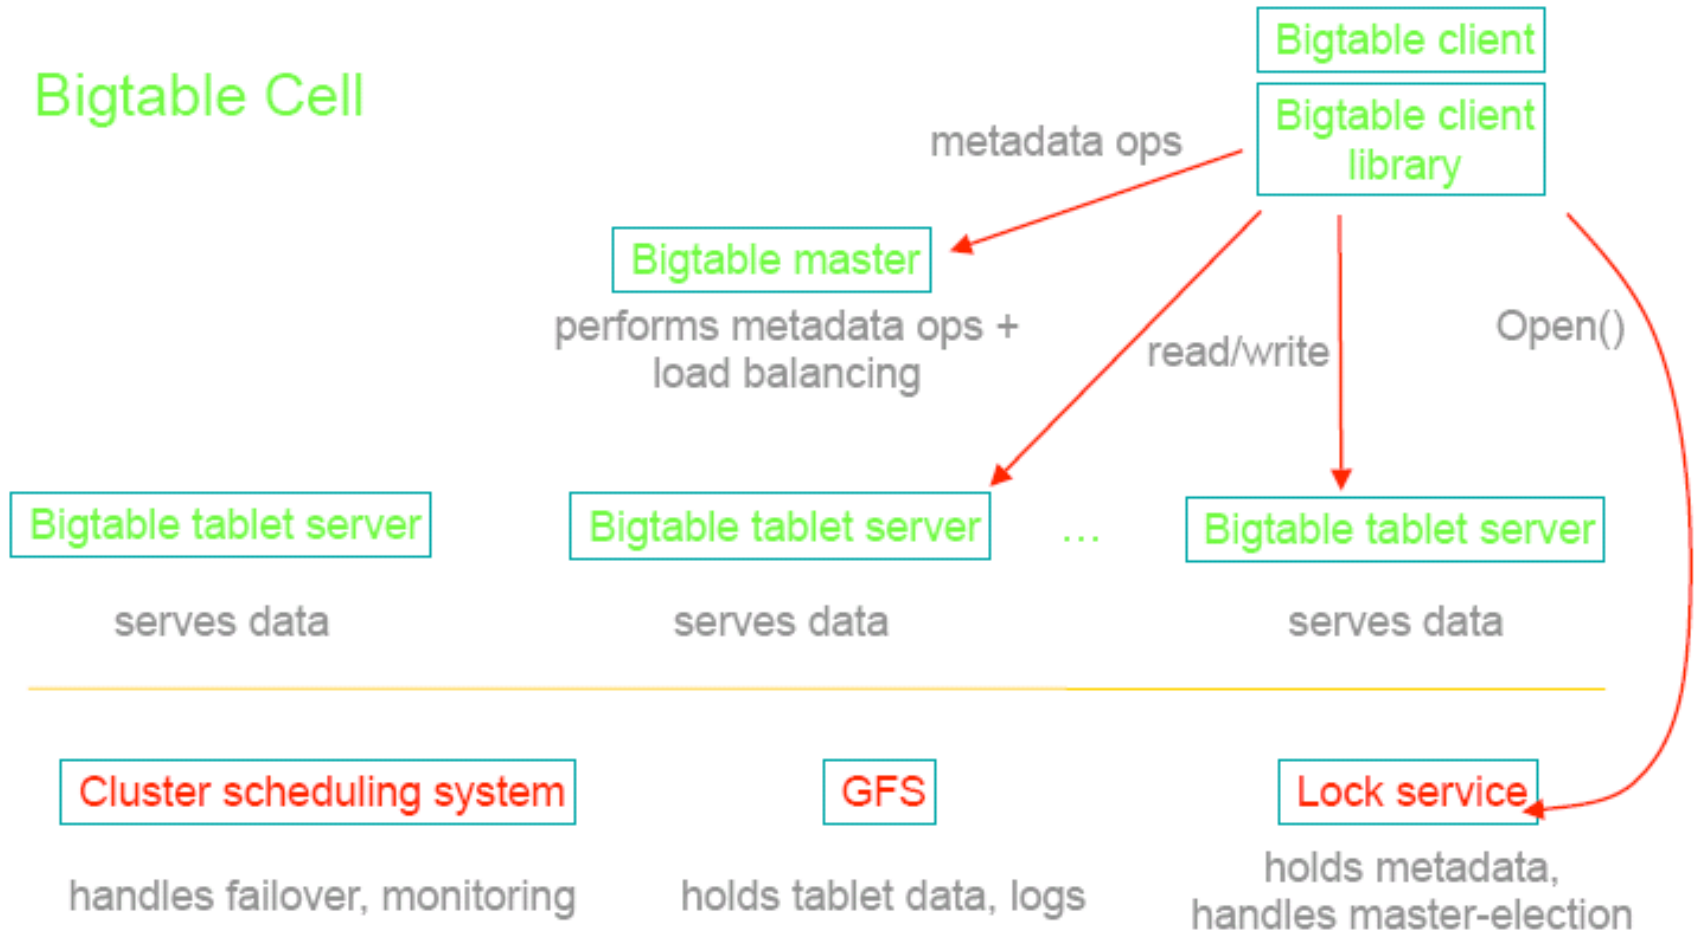 Bigtable Cell
Bigtable client
Bigtable client
library
metadata ops
Bigtable master
performs metadata ops +
load balancing
read/write
Open()
Bigtable tablet server
Bigtable tablet server
...
Bigtable tablet server
serves data
serves data
serves data
Cluster scheduling system
GFS
Lock service
handles failover, monitoring
holds tablet data, logs
holds metadata,
handles master-election